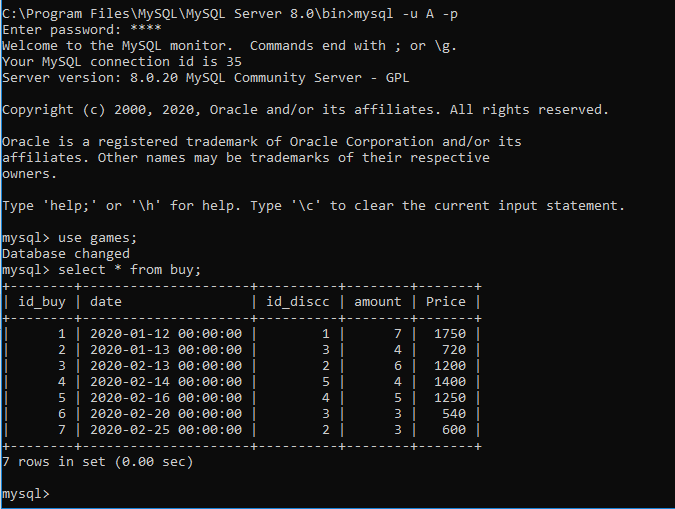 C:\Program Files\MySQL\MySQL Server 8.0\bin>mysql -u A -p
Enter password: ****
Welcome to the MySQL monitor.  Commands end with ; or \g.
Your MySQL connection id is 35
Server version: 8.0.20 MySQL Community Server - GPL
Copyright (c) 2000, 2020, Oracle and/or its affiliates. All rights reserved.
Oracle is a registered trademark of Oracle Corporation and/or its
affiliates. Other names may be trademarks of their respective
owners.
Type 'help;' or '\h' for help. Type '\c' to clear the current input statement.
mysql> use games;
Database changed
mysql> select * from buy;
+--------+---------------------+----------+--------+-------+
| id_buy | date                | id_discc | amount | Price |
+--------+---------------------+----------+--------+-------+
|      1 | 2020-01-12 00:00:00 |        1 |      7 |  1750 |
|      2 | 2020-01-13 00:00:00 |        3 |      4 |   720 |
|      3 | 2020-02-13 00:00:00 |        2 |      6 |  1200 |
|      4 | 2020-02-14 00:00:00 |        5 |      4 |  1400 |
|      5 | 2020-02-16 00:00:00 |        4 |      5 |  1250 |
|      6 | 2020-02-20 00:00:00 |        3 |      3 |   540 |
|      7 | 2020-02-25 00:00:00 |        2 |      3 |   600 |
+--------+---------------------+----------+--------+-------+
7 rows in set (0.00 sec)
mysql>